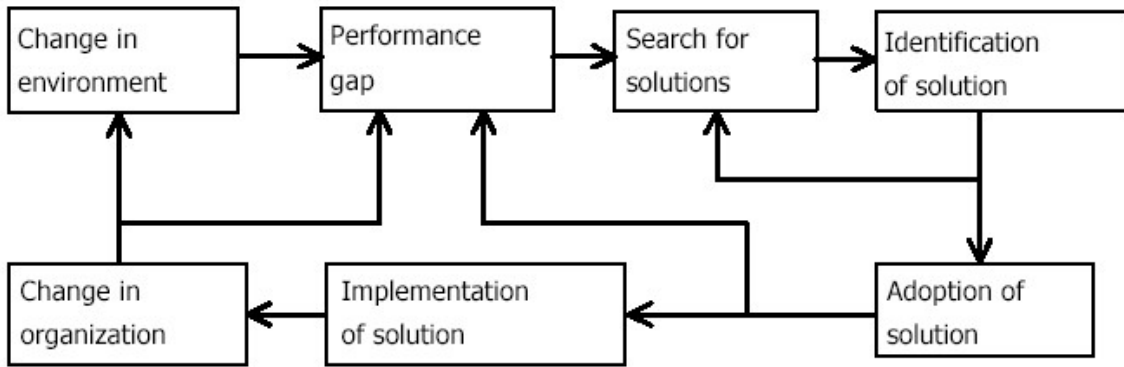 Change in
environment
Performance
gap
Search for
solutions
Identification
of solution
Change in
organization
Implementation
of solution
Adoption of
solution